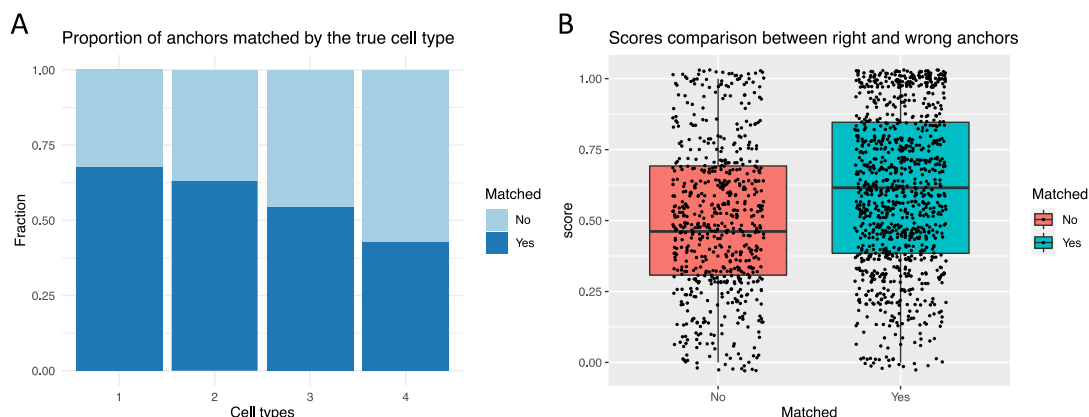 A
Proportion of anchors matched by the true cell type
1.00
0.75
0.50
0.25
0.00
Fraction
1 2 3 4
Cell types
Matched
No
Yes
B
Scores comparison between right and wrong anchors
1.00
0.75
0.50
0.25
0.00
score
No Yes
Matched
Matched
No
Yes